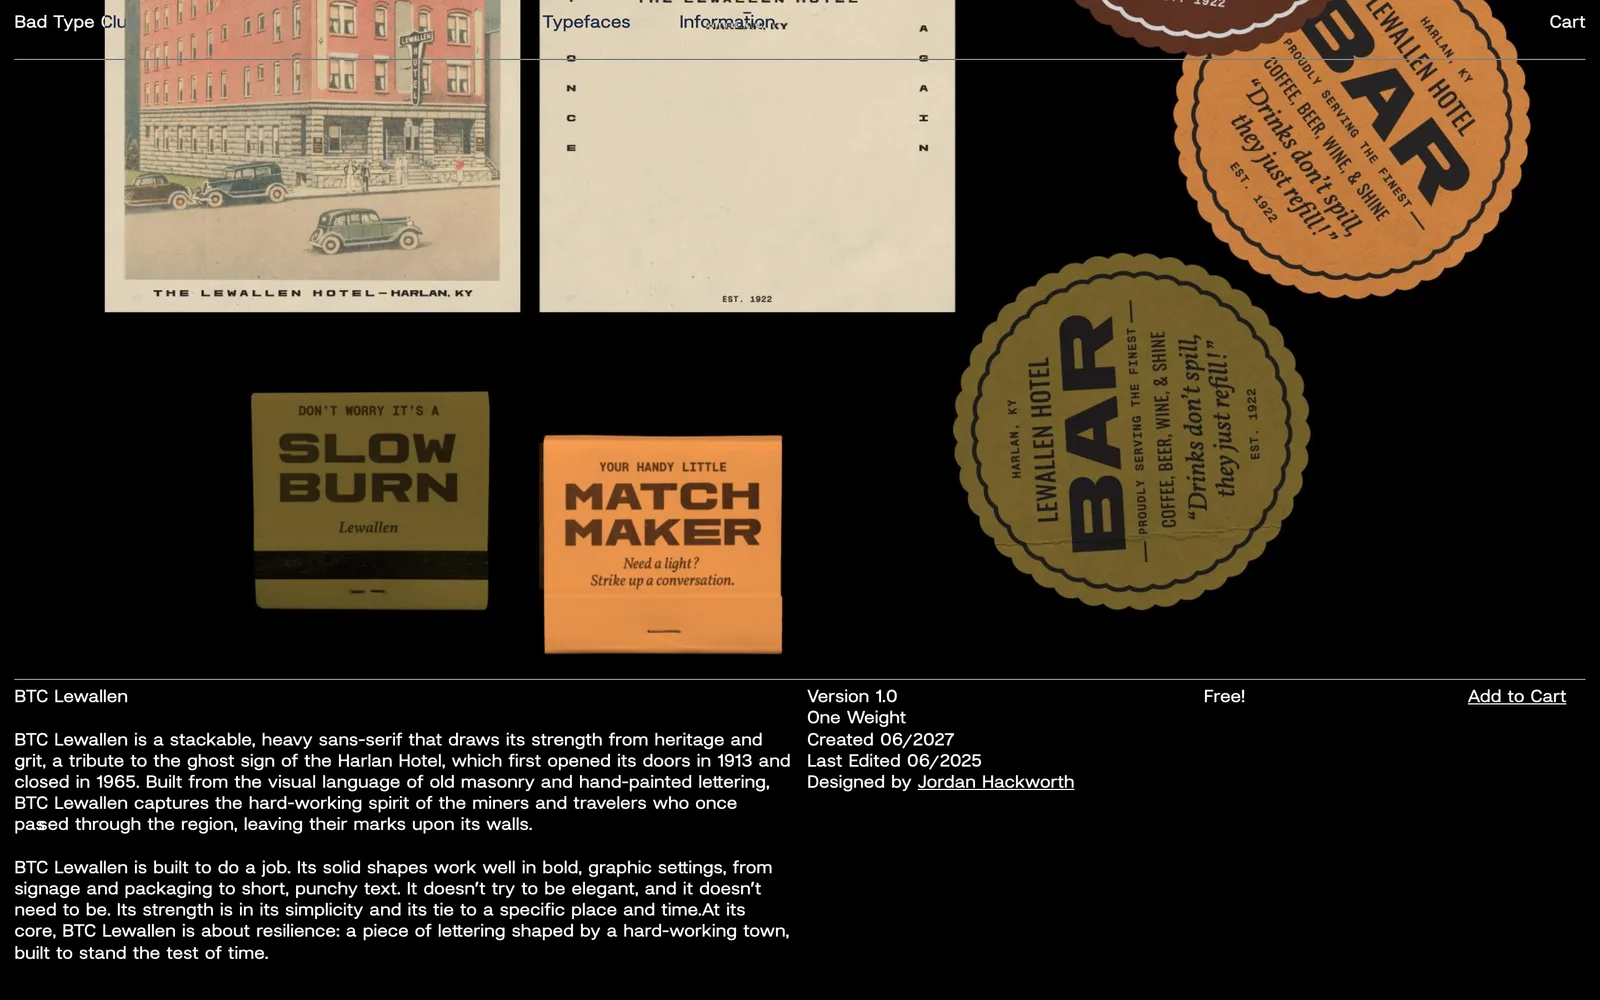 Bad Type Clu
Typefaces
Information
Cart
LEWALLEN
HOTEL
THE LEWALLEN HOTEL—HARLAN, KY
THE LEWALLEN HOTEL
HARLAN, KY
ONCE
AGAIN
EST. 1922
1922
HARLAN, KY
LEWALLEN HOTEL
BAR
PROUDLY SERVING THE FINEST
COFFEE, BEER, WINE, & SHINE
“Drinks don’t spill,
they just refill!”
EST. 1922
HARLAN, KY
LEWALLEN HOTEL
BAR
PROUDLY SERVING THE FINEST
COFFEE, BEER, WINE, & SHINE
“Drinks don’t spill,
they just refill!”
EST. 1922
DON’T WORRY IT’S A
SLOW
BURN
Lewallen
YOUR HANDY LITTLE
MATCH
MAKER
Need a light?
Strike up a conversation.
BTC Lewallen
BTC Lewallen is a stackable, heavy sans-serif that draws its strength from heritage and
grit, a tribute to the ghost sign of the Harlan Hotel, which first opened its doors in 1913 and
closed in 1965. Built from the visual language of old masonry and hand-painted lettering,
BTC Lewallen captures the hard-working spirit of the miners and travelers who once
passed through the region, leaving their marks upon its walls.
BTC Lewallen is built to do a job. Its solid shapes work well in bold, graphic settings, from
signage and packaging to short, punchy text. It doesn’t try to be elegant, and it doesn’t
need to be. Its strength is in its simplicity and its tie to a specific place and time.At its
core, BTC Lewallen is about resilience: a piece of lettering shaped by a hard-working town,
built to stand the test of time.
Version 1.0
One Weight
Created 06/2027
Last Edited 06/2025
Designed by Jordan Hackworth
Free!
Add to Cart